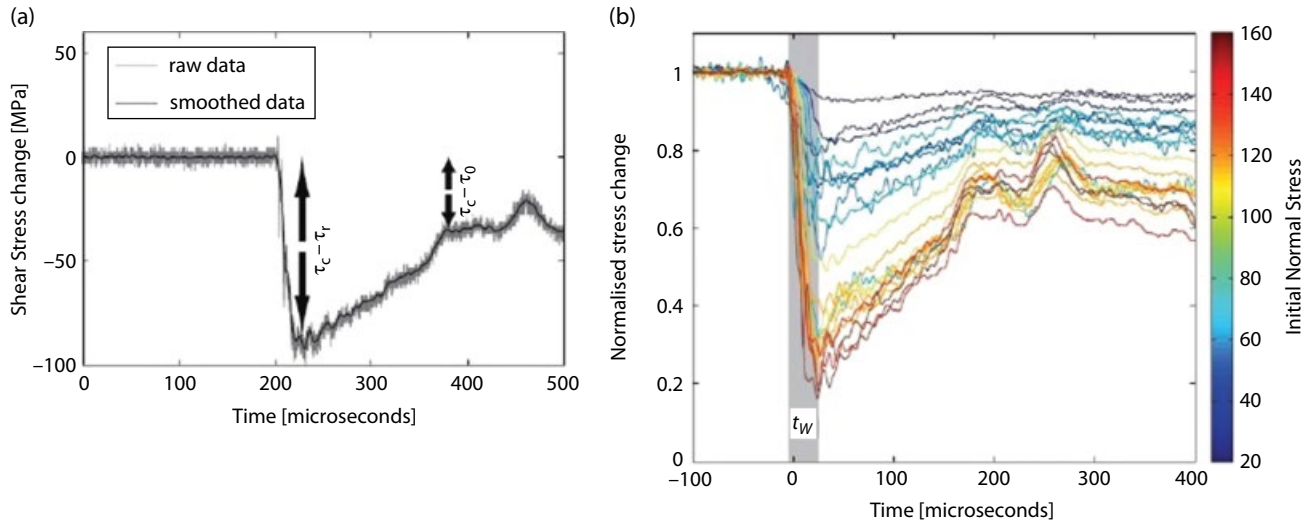 (a)
50
0
−50
−100
Shear Stress change [MPa]
raw data
smoothed data
τc−τr
τc−τ0
0
100
200
300
400
500
Time [microseconds]
(b)
1
0.8
0.6
0.4
0.2
0
Normalised stress change
tW
−100
0
100
200
300
400
Time [microseconds]
160
140
120
100
80
60
40
20
Initial Normal Stress